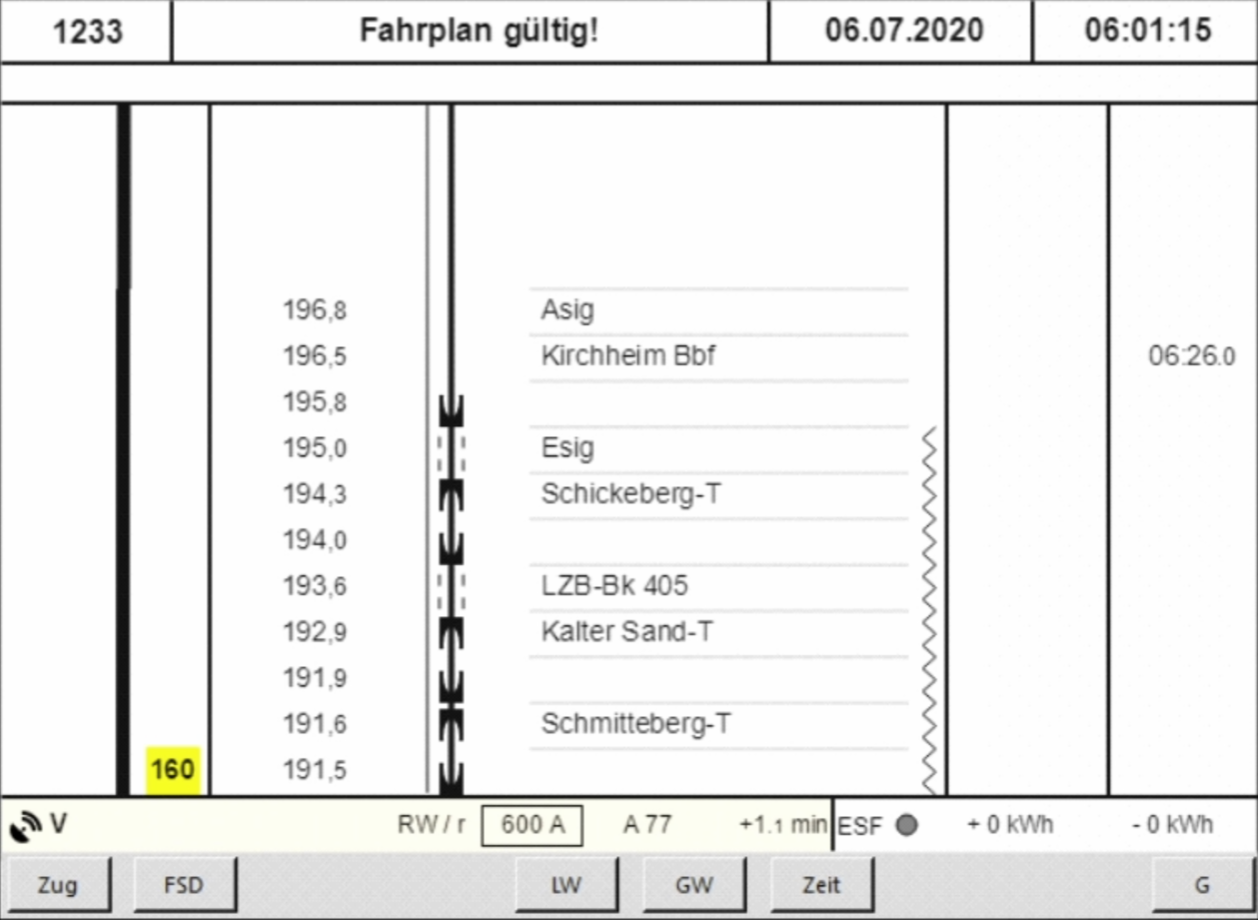 1233 Fahrplan gültig! 06.07.2020 06:01:15
196,8 Asig
196,5 Kirchheim Bbf 06:26.0
195,8
195,0 Esig
194,3 Schickeberg-T
194,0
193,6 LZB-Bk 405
192,9 Kalter Sand-T
191,9
191,6 Schmitteberg-T
160 191,5
V RW / r 600 A A 77 +1.1 min ESF + 0 kWh - 0 kWh
Zug FSD LW GW Zeit G